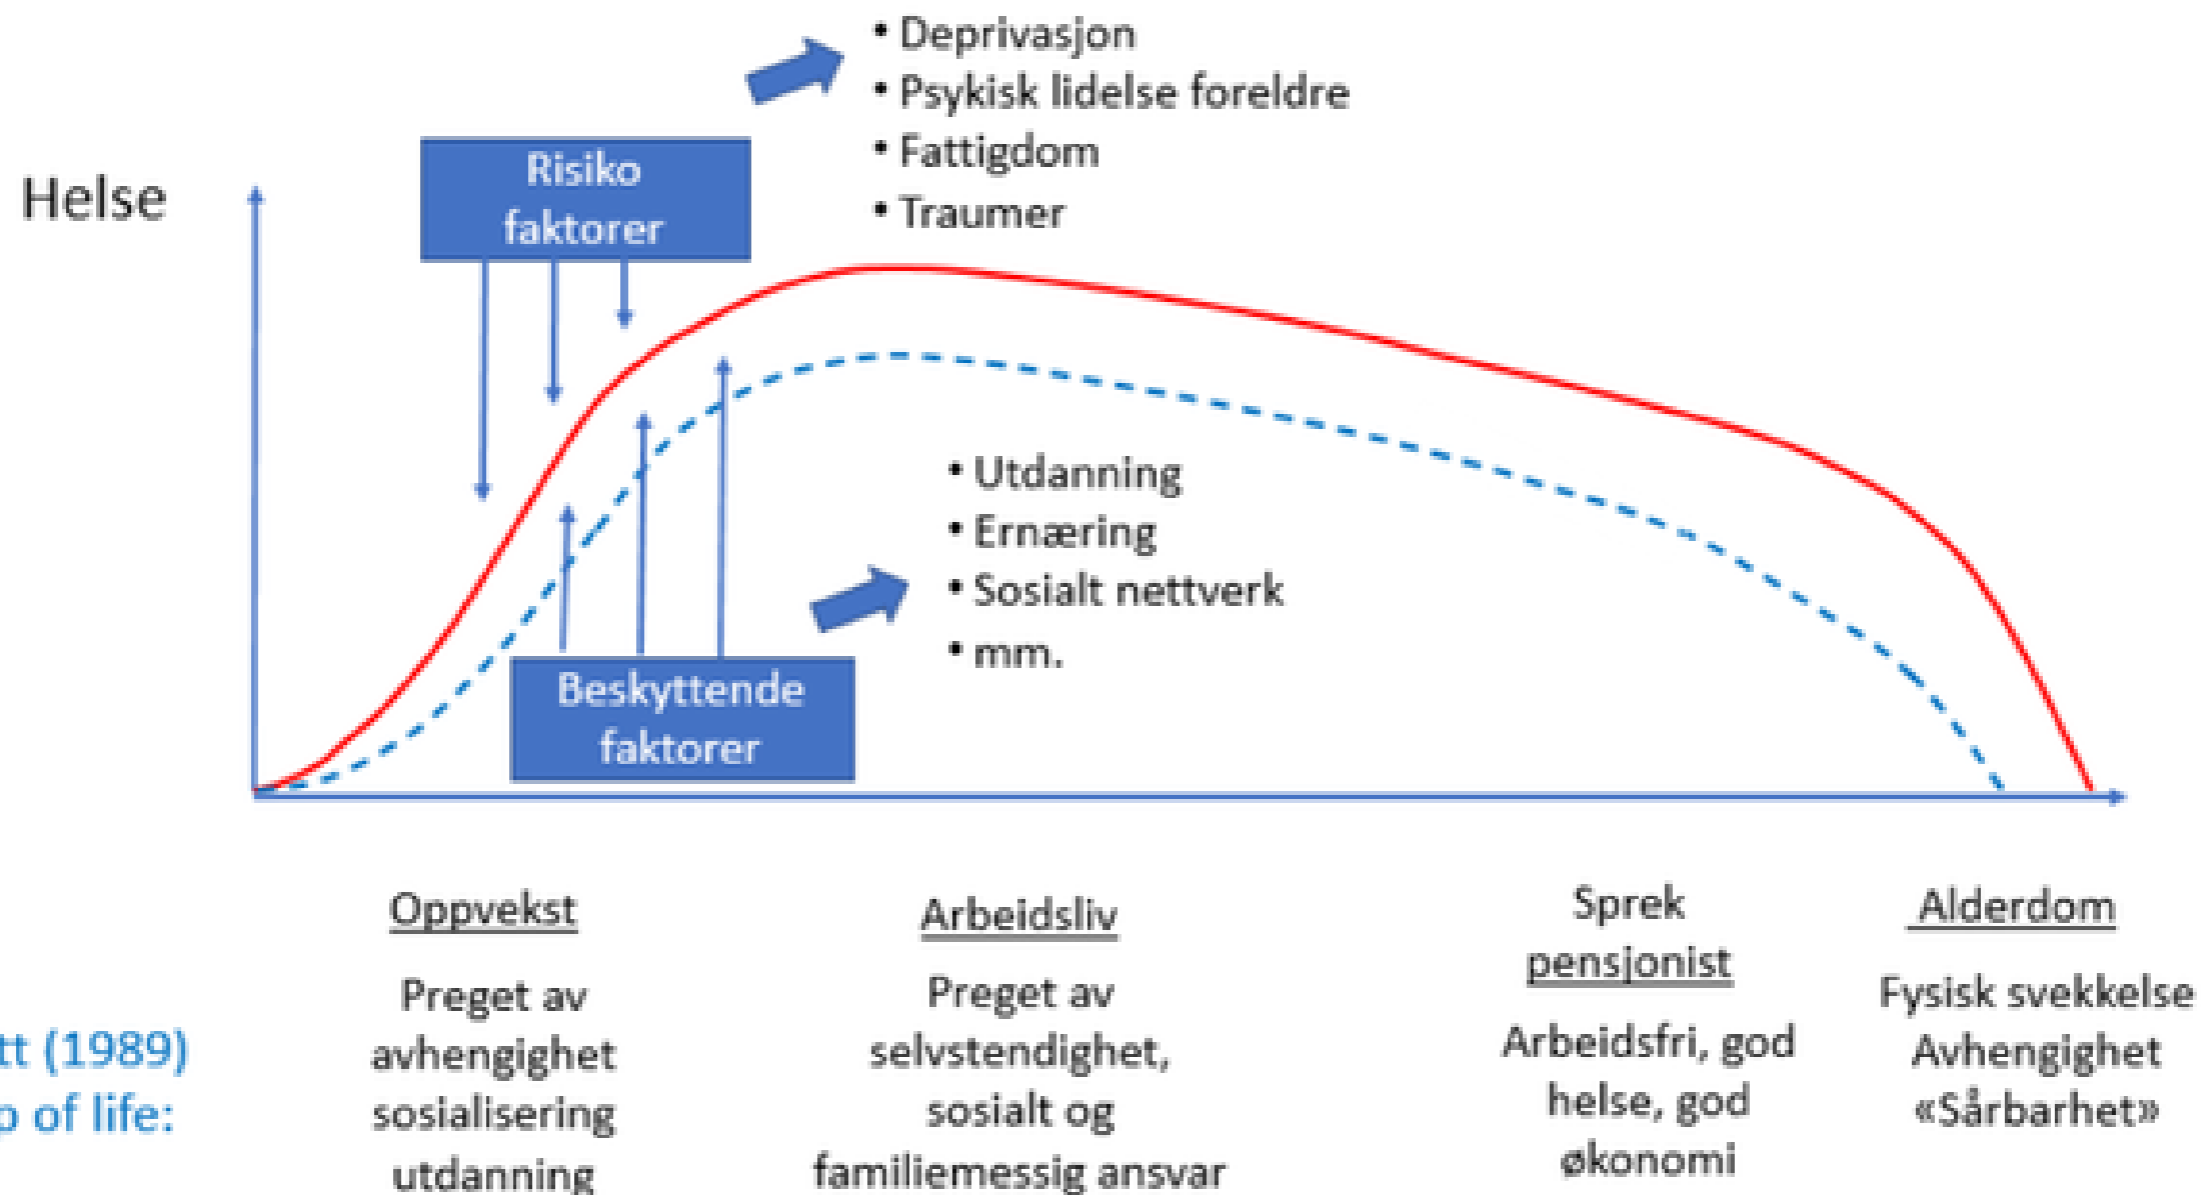 • Deprivasjon
• Psykisk lidelse foreldre
• Fattigdom
• Traumer
Risiko
faktorer
Helse
• Utdanning
• Ernæring
• Sosialt nettverk
• mm.
Beskyttende
faktorer
Oppvekst
Preget av
avhengighet
sosialisering
utdanning
Arbeidsliv
Preget av
selvstendighet,
sosialt og
familiemessig ansvar
Sprek
pensjonist
Arbeidsfri, god
helse, god
økonomi
Alderdom
Fysisk svekkelse
Avhengighet
«Sårbarhet»
(1989)
of life: